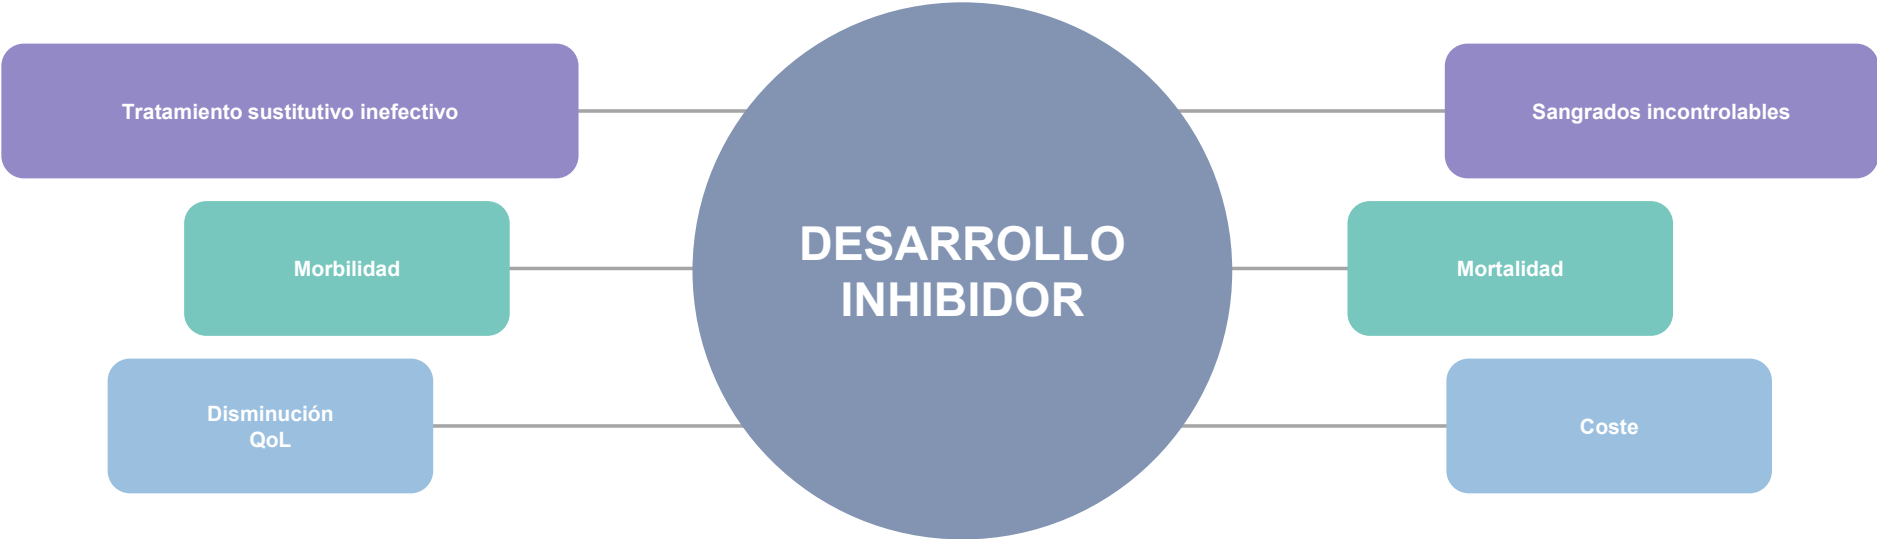 Tratamiento sustitutivo inefectivo
Sangrados incontrolables
DESARROLLO
INHIBIDOR
Morbilidad
Mortalidad
Disminución
QoL
Coste